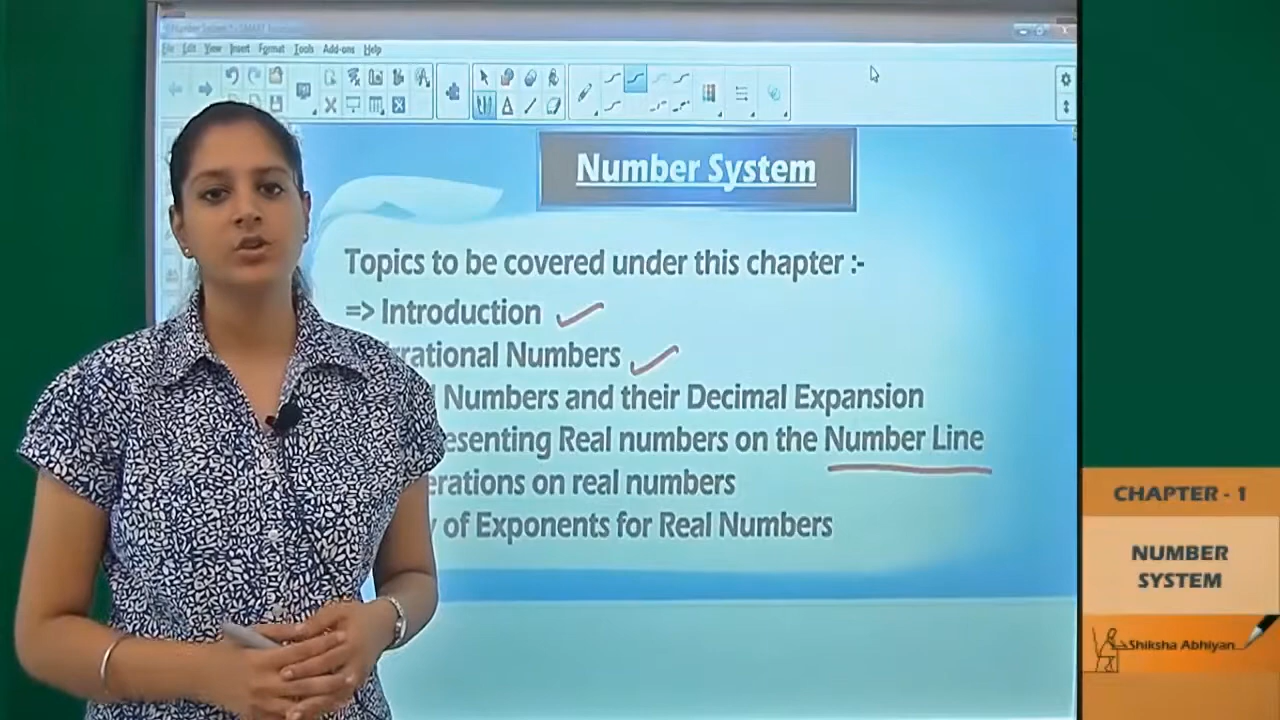 File Edit View Insert Format Tools Add-ons Help
Number System
Topics to be covered under this chapter :-
=> Introduction
rrational Numbers
Numbers and their Decimal Expansion
esenting Real numbers on the Number Line
erations on real numbers
of Exponents for Real Numbers
CHAPTER - 1
NUMBER
SYSTEM
Shiksha Abhiyan